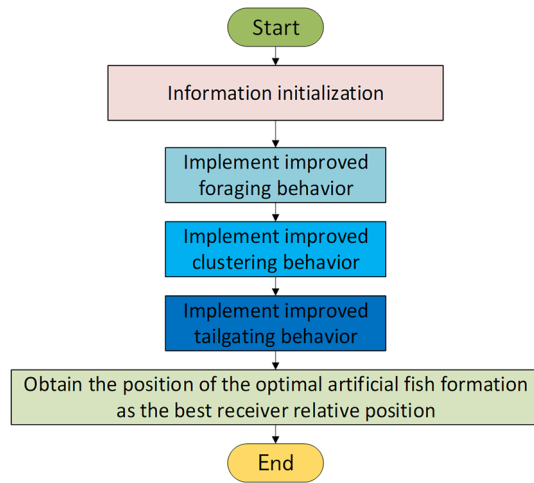 Start
Information initialization
Implement improved
foraging behavior
Implement improved
clustering behavior
Implement improved
tailgating behavior
Obtain the position of the optimal artificial fish formation
as the best receiver relative position
End